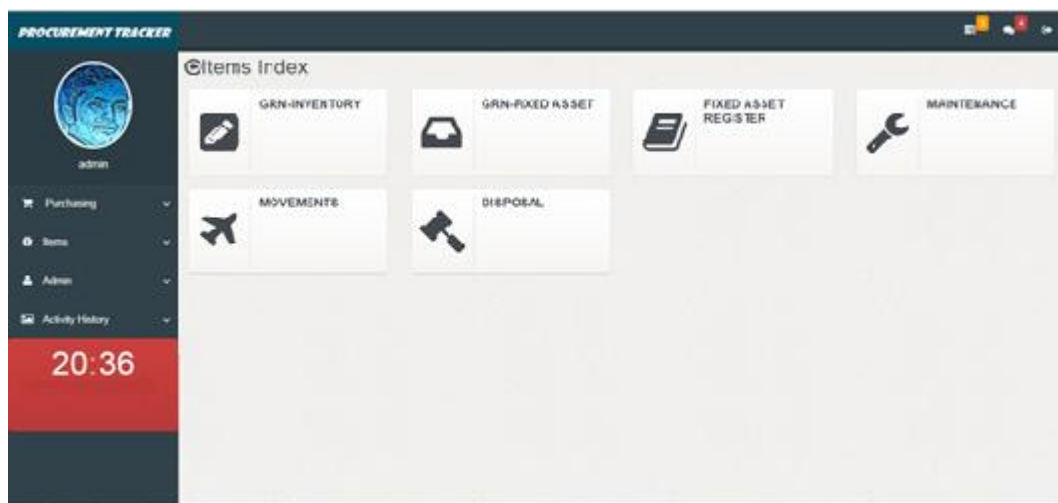 PROCUREMENT TRACKER
admin
Purchasing
Items
Admin
Activity History
20:36
Items Index
GRN-INVENTORY
GRN-FIXED ASSET
FIXED ASSET
REGISTER
MAINTENANCE
MOVEMENTS
DISPOSAL